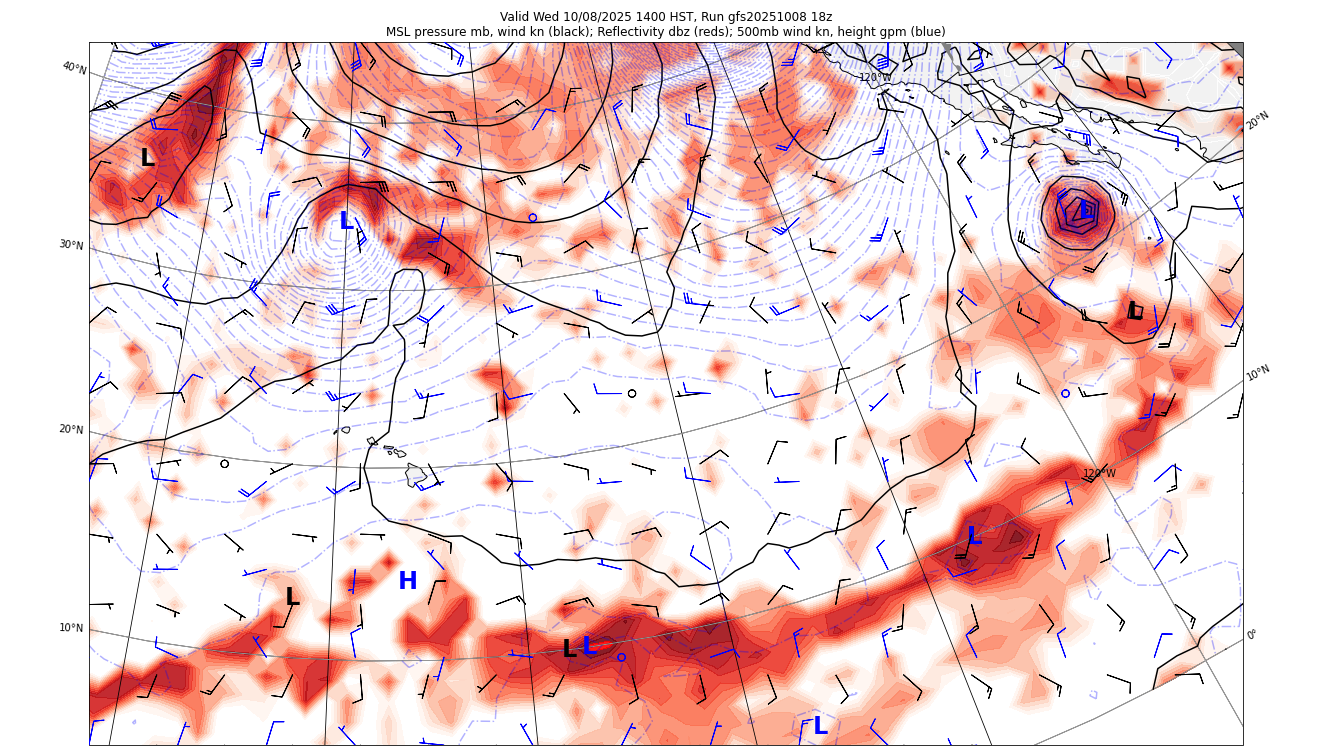 Valid Wed 10/08/2025 1400 HST, Run gfs20251008 18z
MSL pressure mb, wind kn (black); Reflectivity dbz (reds); 500mb wind kn, height gpm (blue)
40°N
120°W
20°N
L
L
L
30°N
L
10°N
20°N
120°W
L
H
L
10°N
0°
L
L
L